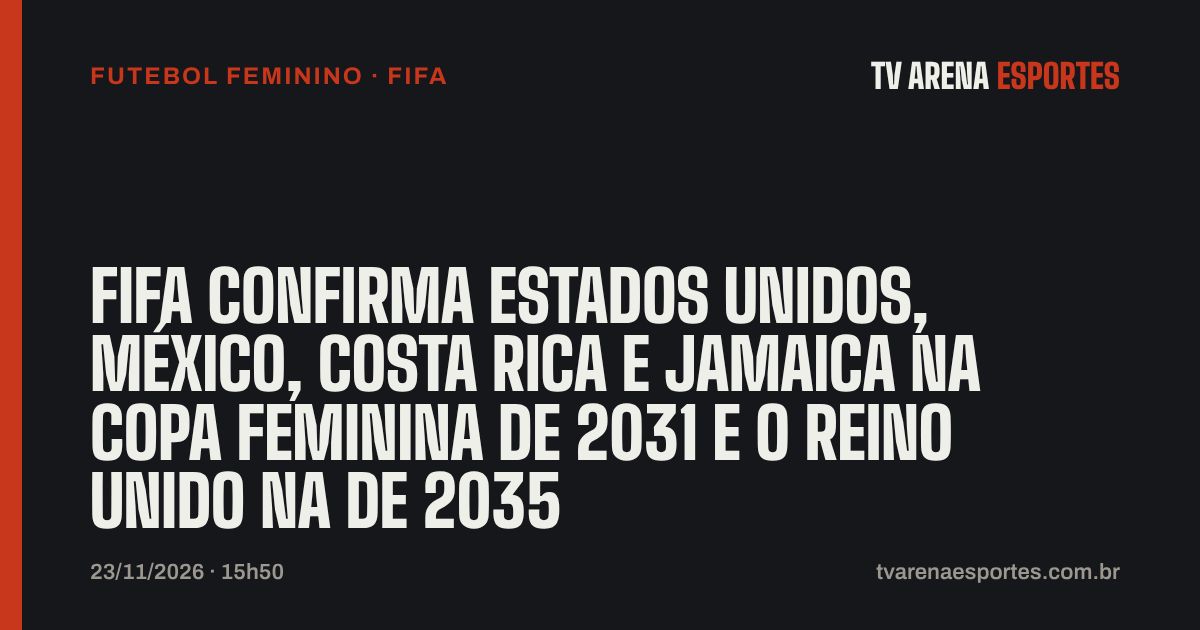 FUTEBOL FEMININO · FIFA
TV ARENA ESPORTES
FIFA CONFIRMA ESTADOS UNIDOS,
MÉXICO, COSTA RICA E JAMAICA NA
COPA FEMININA DE 2031 E O REINO
UNIDO NA DE 2035
23/11/2026 · 15h50
tvarenaesportes.com.br